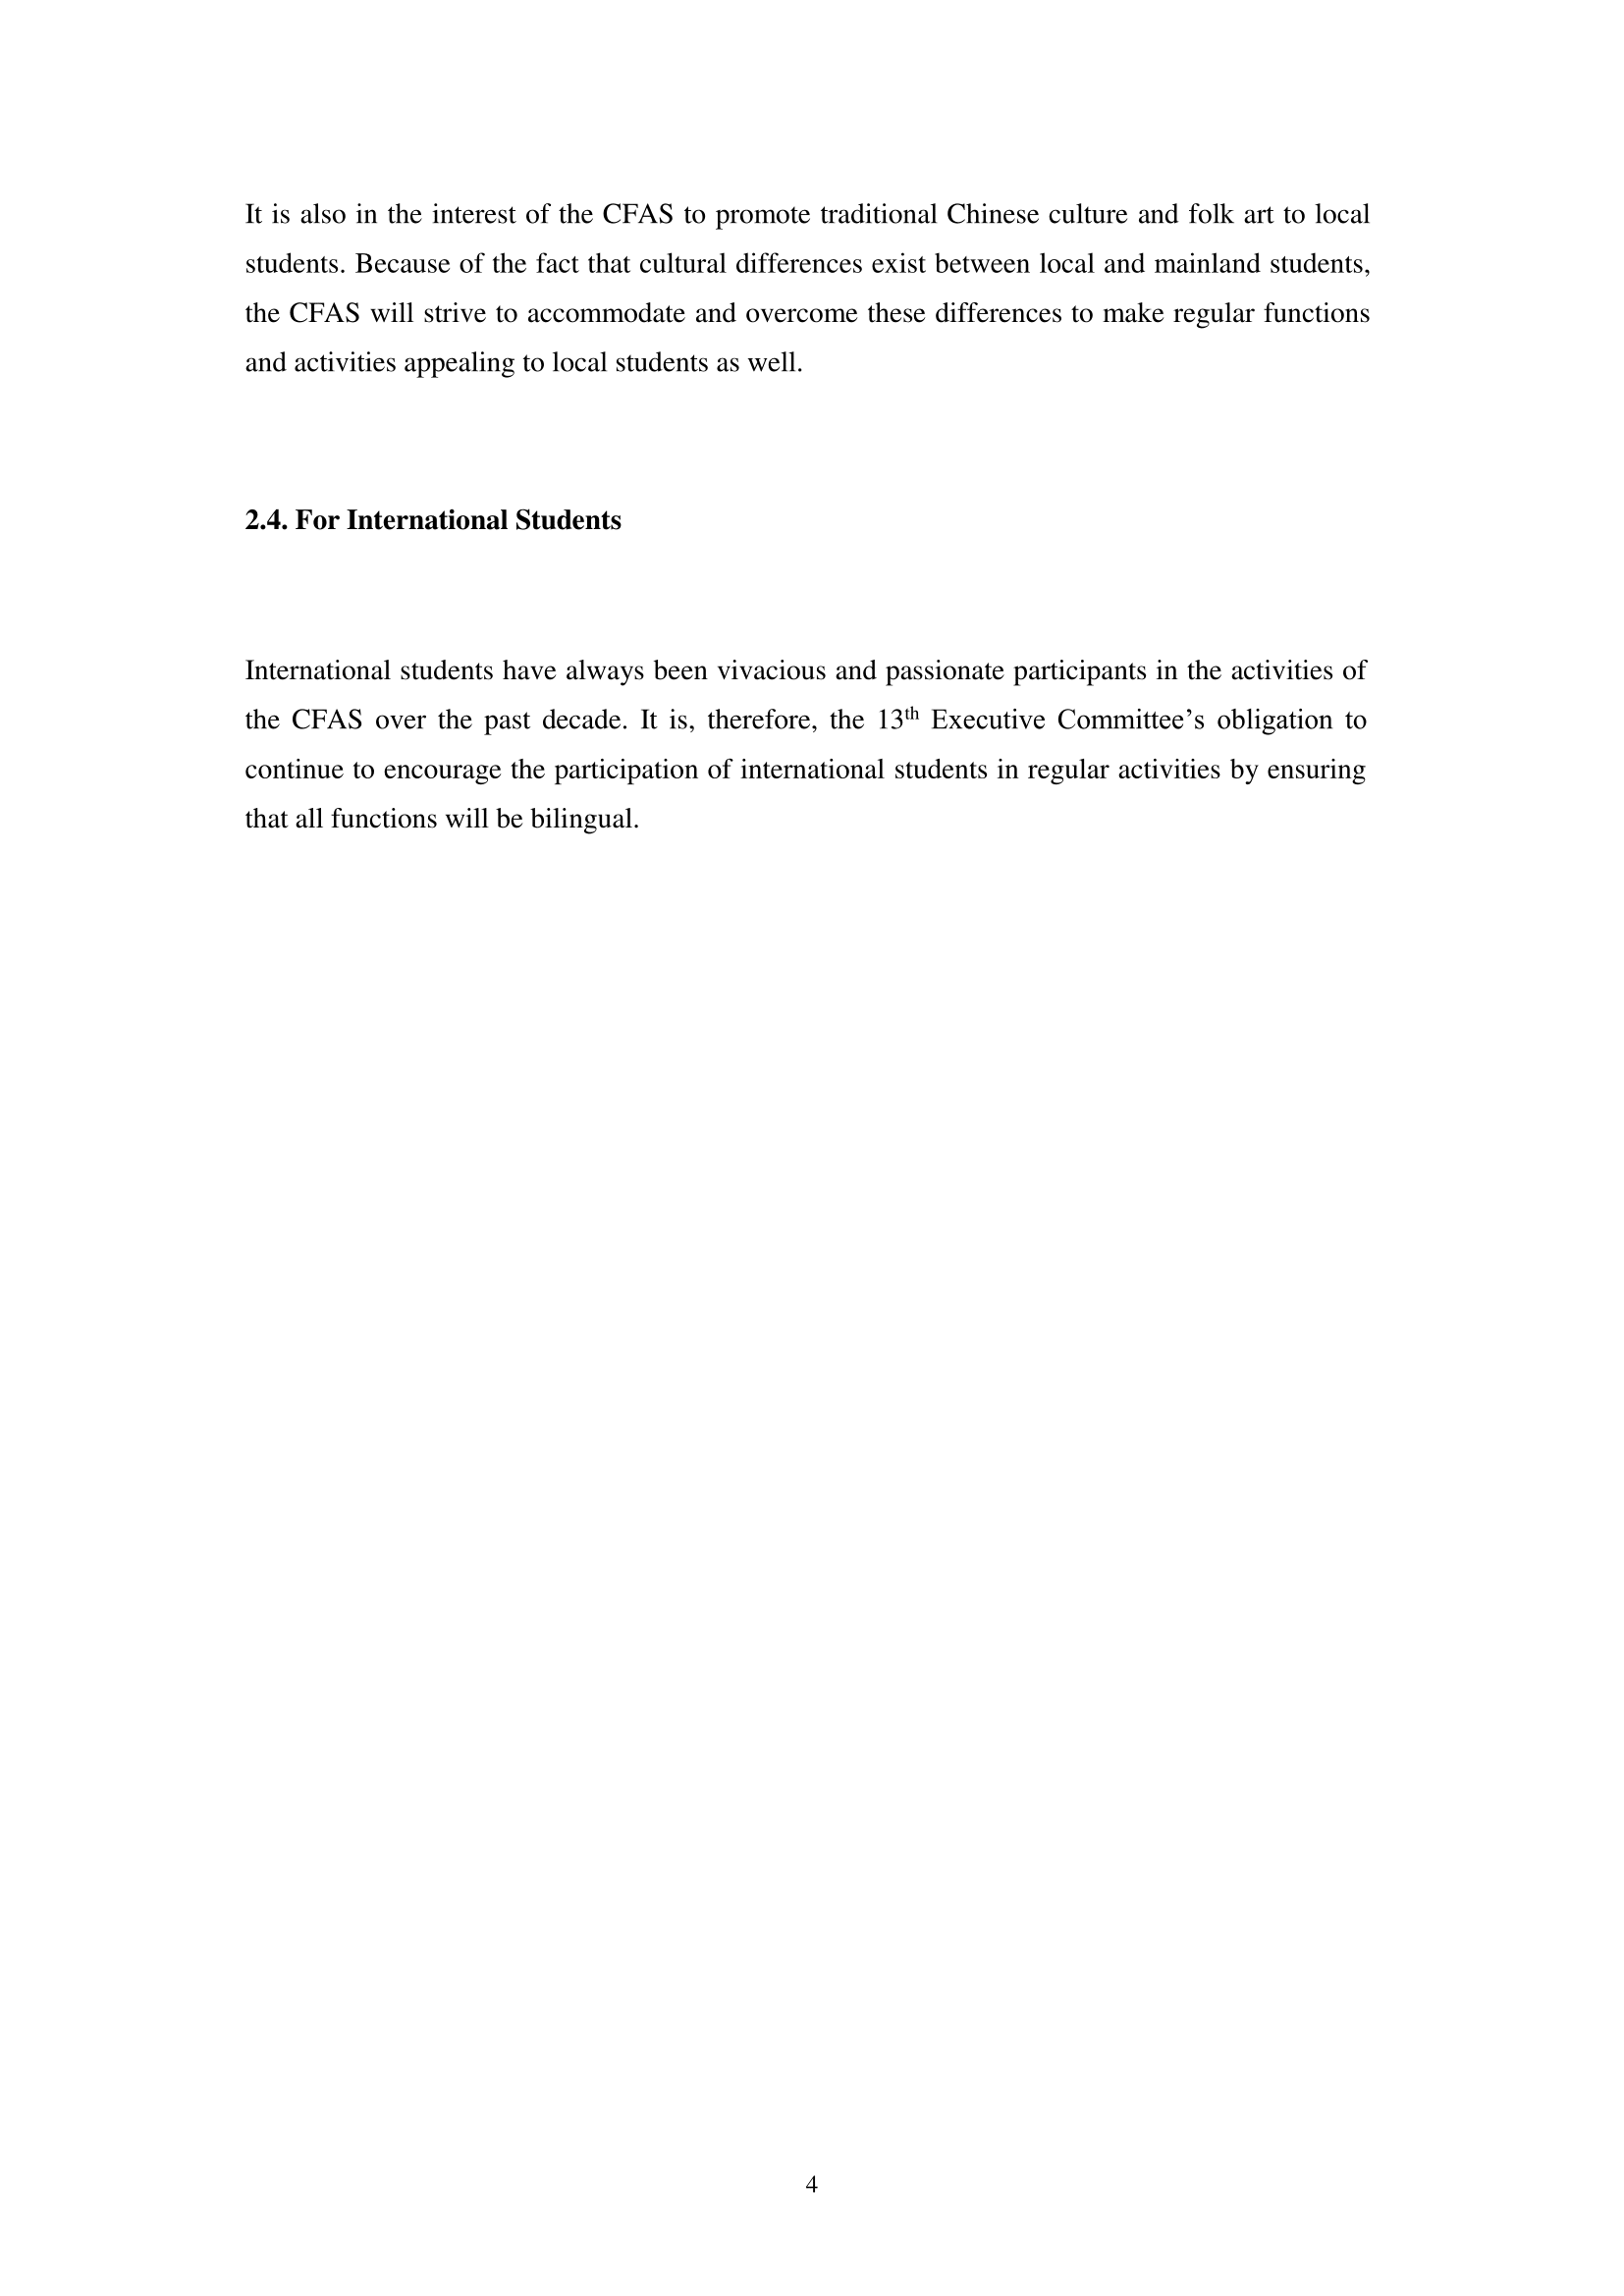 It is also in the interest of the CFAS to promote traditional Chinese culture and folk art to local
students. Because of the fact that cultural differences exist between local and mainland students,
the CFAS will strive to accommodate and overcome these differences to make regular functions
and activities appealing to local students as well.
2.4. For International Students
International students have always been vivacious and passionate participants in the activities of
the CFAS over the past decade. It is, therefore, the 13th Executive Committee’s obligation to
continue to encourage the participation of international students in regular activities by ensuring
that all functions will be bilingual.
4